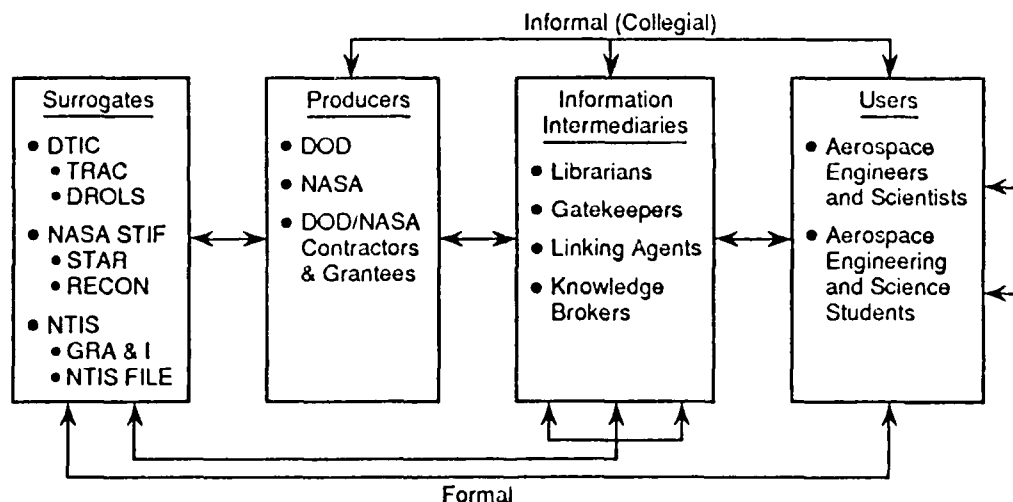 Informal (Collegial)
Surrogates
• DTIC
• TRAC
• DROLS
• NASA STIF
• STAR
• RECON
• NTIS
• GRA & I
• NTIS FILE
Producers
• DOD
• NASA
• DOD/NASA
Contractors
& Grantees
Information
Intermediaries
• Librarians
• Gatekeepers
• Linking Agents
• Knowledge
Brokers
Users
• Aerospace
Engineers
and Scientists
• Aerospace
Engineering
and Science
Students
Formal